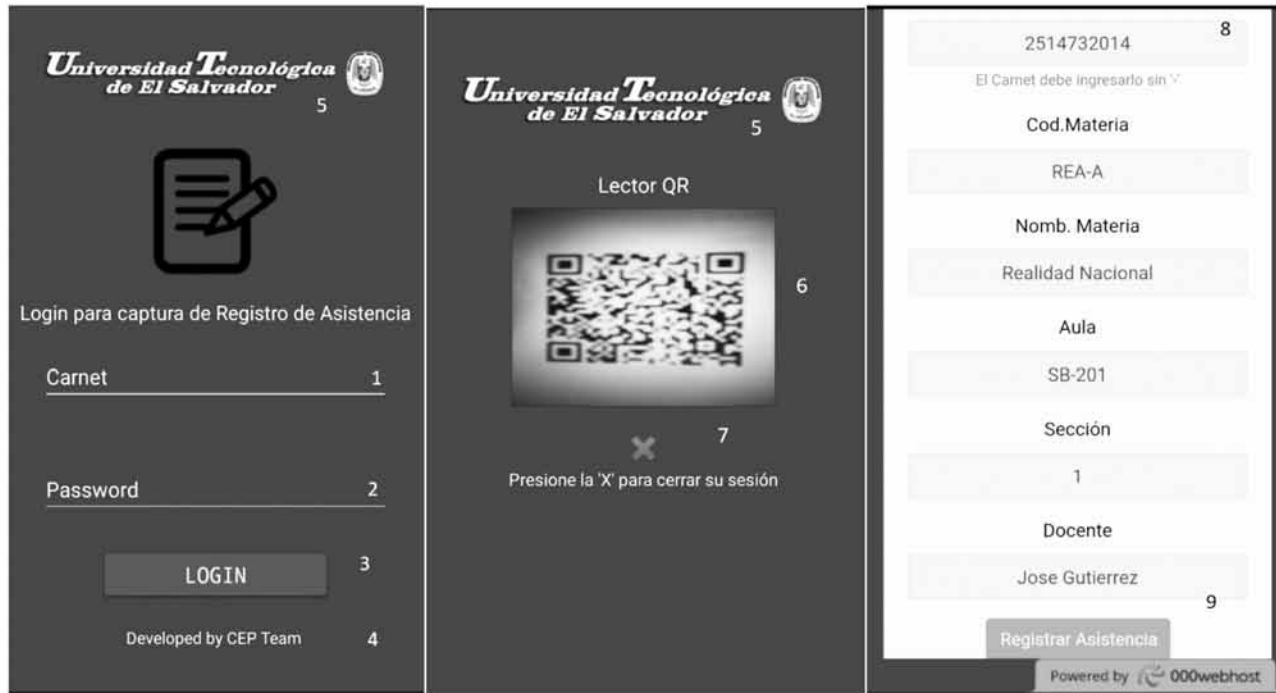 Universidad Tecnológica
de El Salvador
5
Login para captura de Registro de Asistencia
Carnet 1
Password 2
LOGIN 3
Developed by CEP Team 4
Universidad Tecnológica
de El Salvador
5
Lector QR
6
7
Presione la 'X' para cerrar su sesión
2514732014 8
El Carnet debe ingresarlo sin '-'
Cod.Materia
REA-A
Nomb. Materia
Realidad Nacional
Aula
SB-201
Sección
1
Docente
Jose Gutierrez
9
Registrar Asistencia
Powered by 000webhost